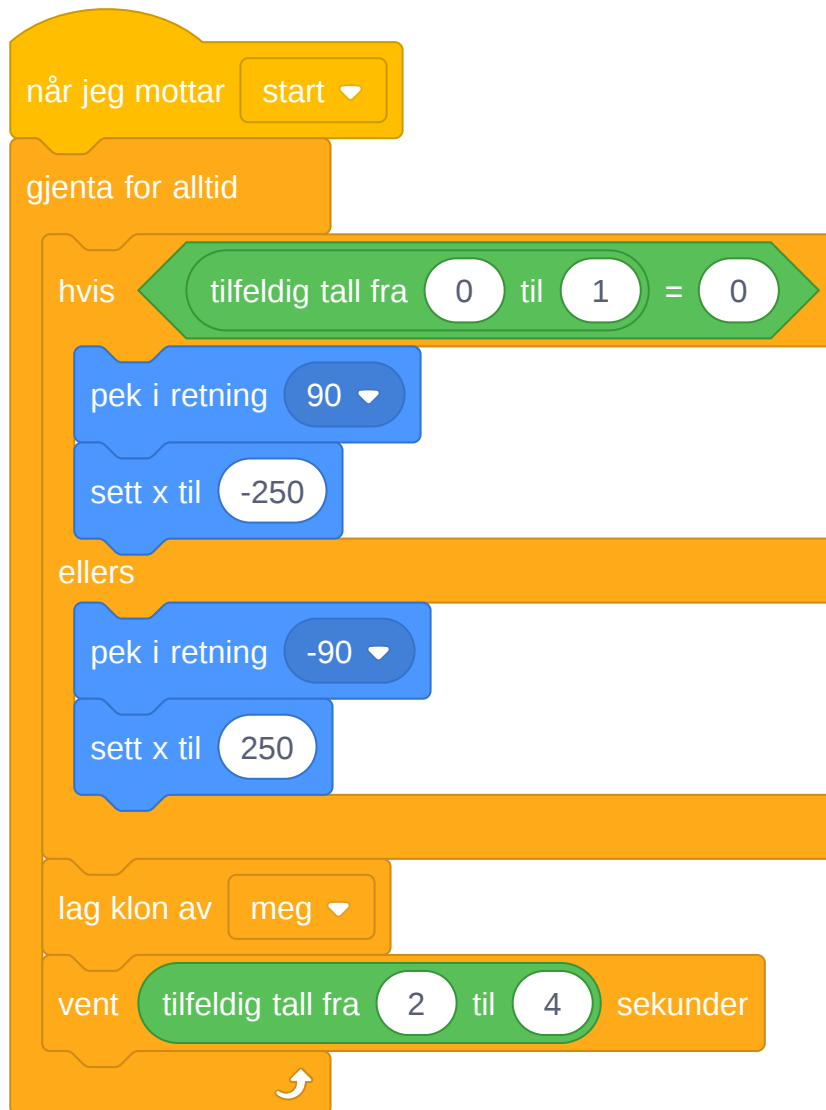 når jeg mottar start
gjenta for alltid
hvis tilfeldig tall fra 0 til 1 = 0
pek i retning 90
sett x til -250
ellers
pek i retning -90
sett x til 250
lag klon av meg
vent tilfeldig tall fra 2 til 4 sekunder